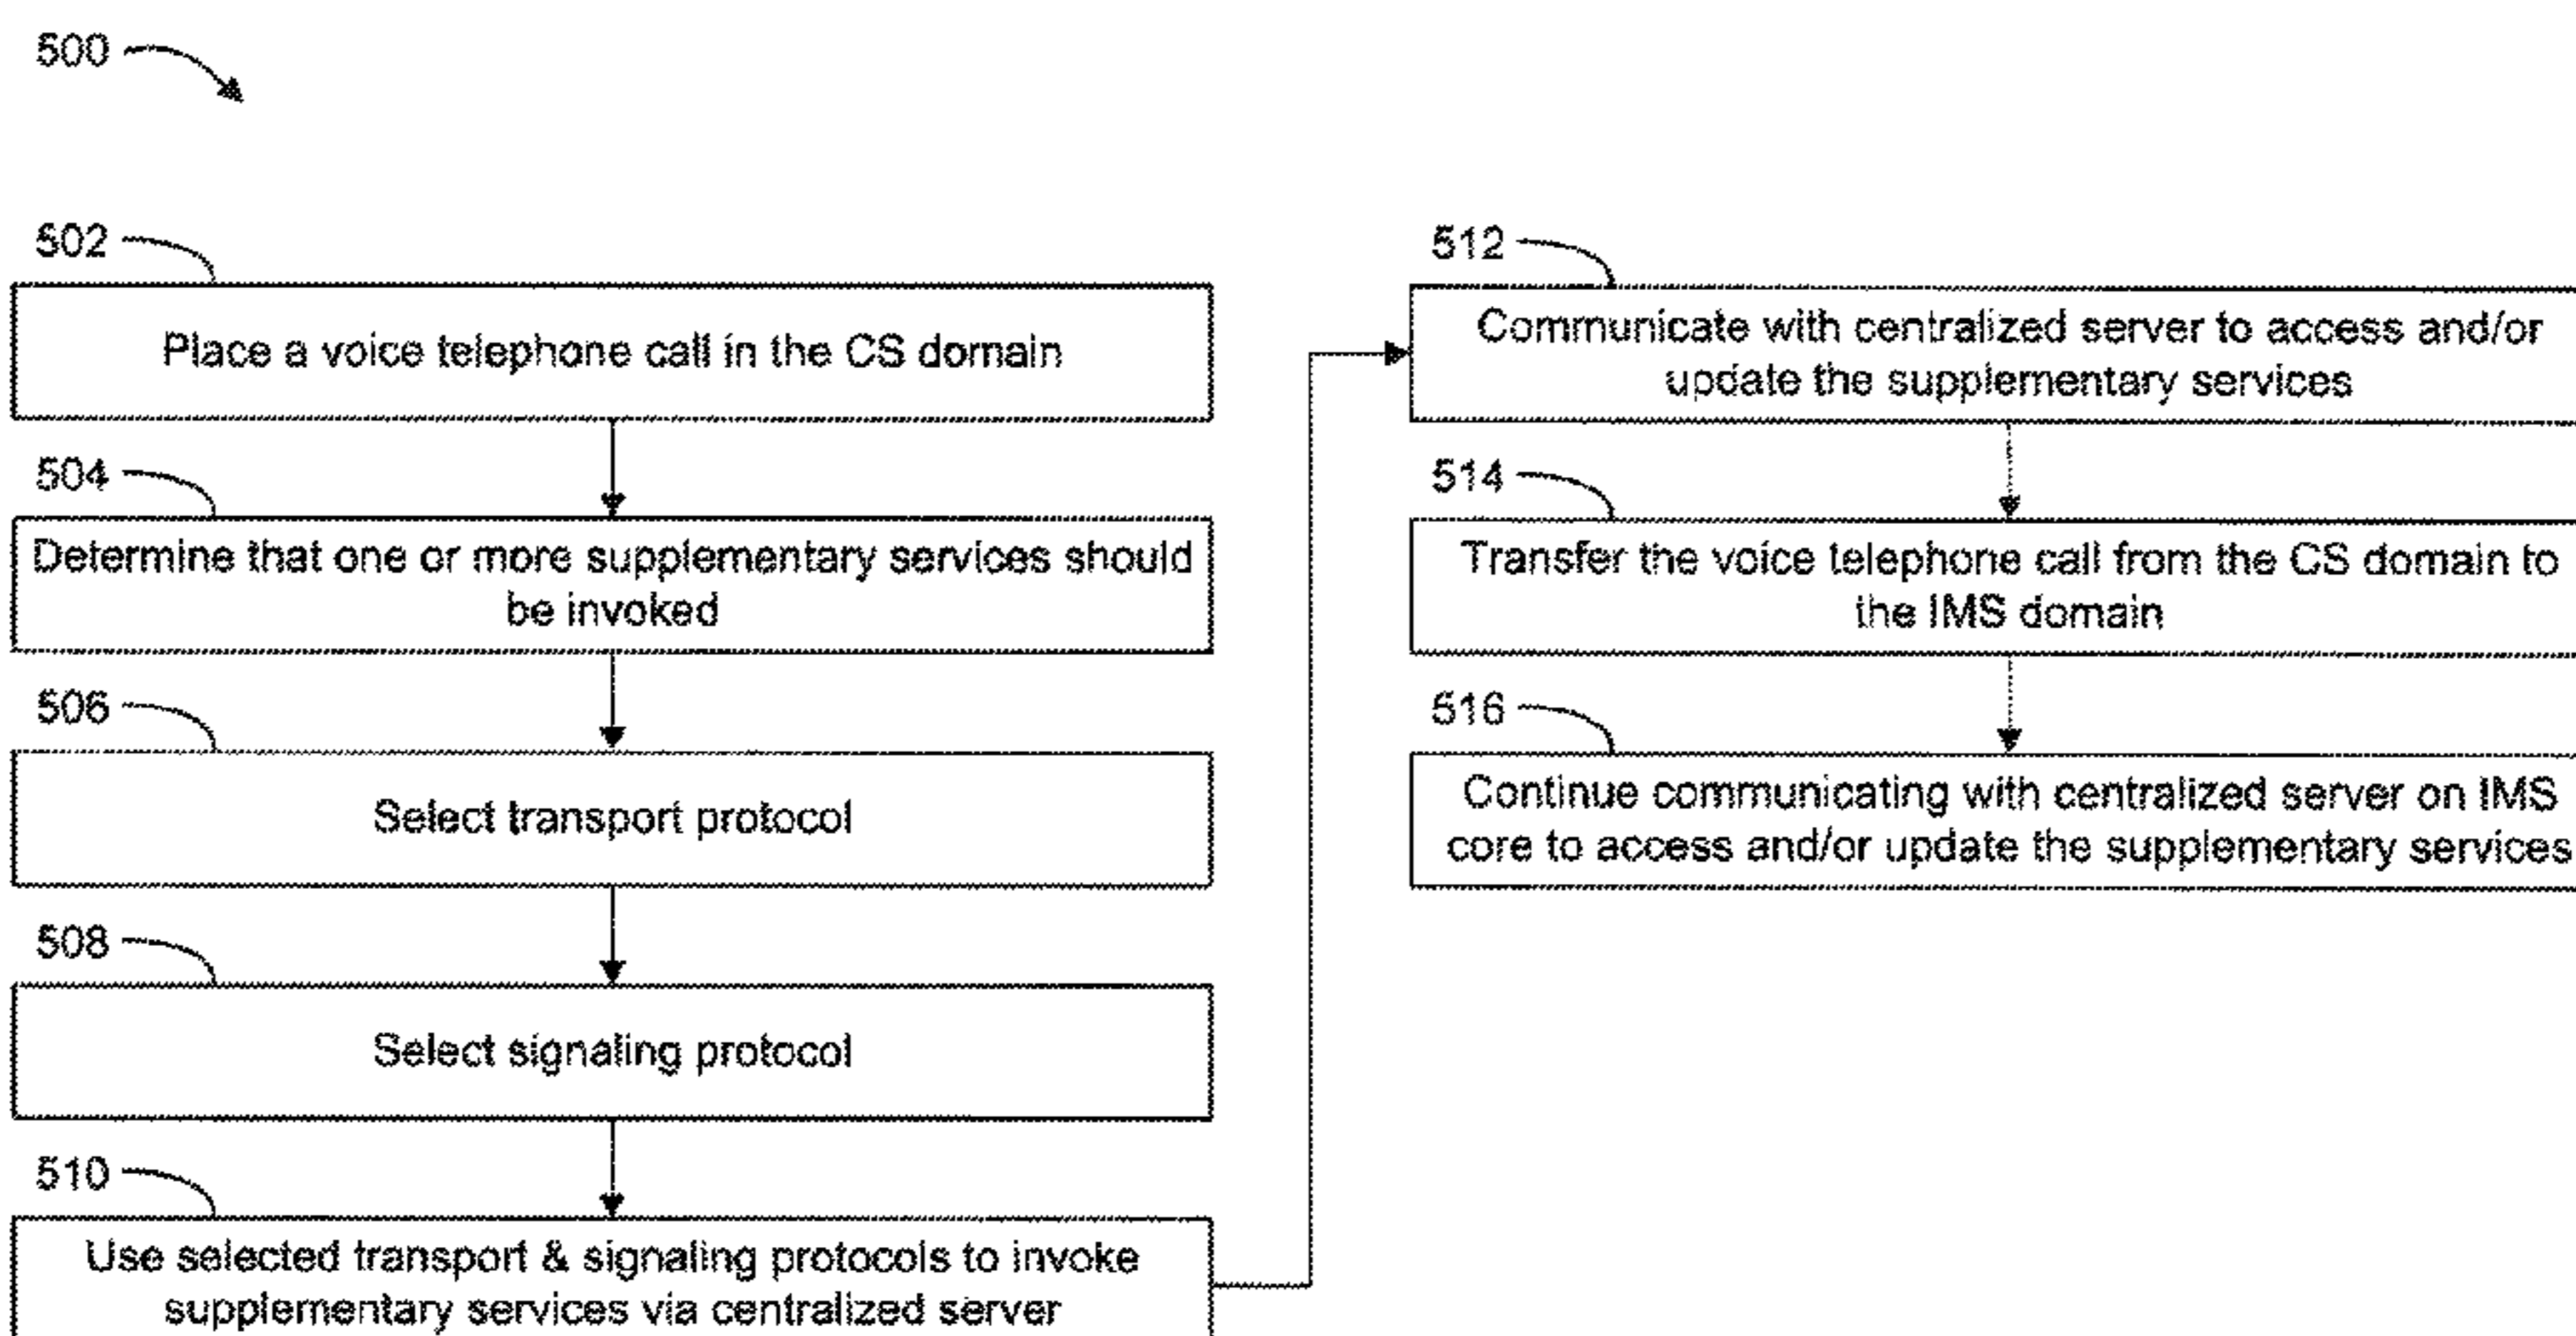 500
502
Place a voice telephone call in the CS domain
504
Determine that one or more supplementary services should
be invoked
506
Select transport protocol
508
Select signaling protocol
510
Use selected transport & signaling protocols to invoke
supplementary services via centralized server
512
Communicate with centralized server to access and/or
update the supplementary services
514
Transfer the voice telephone call from the CS domain to
the IMS domain
516
Continue communicating with centralized server on IMS
core to access and/or update the supplementary services